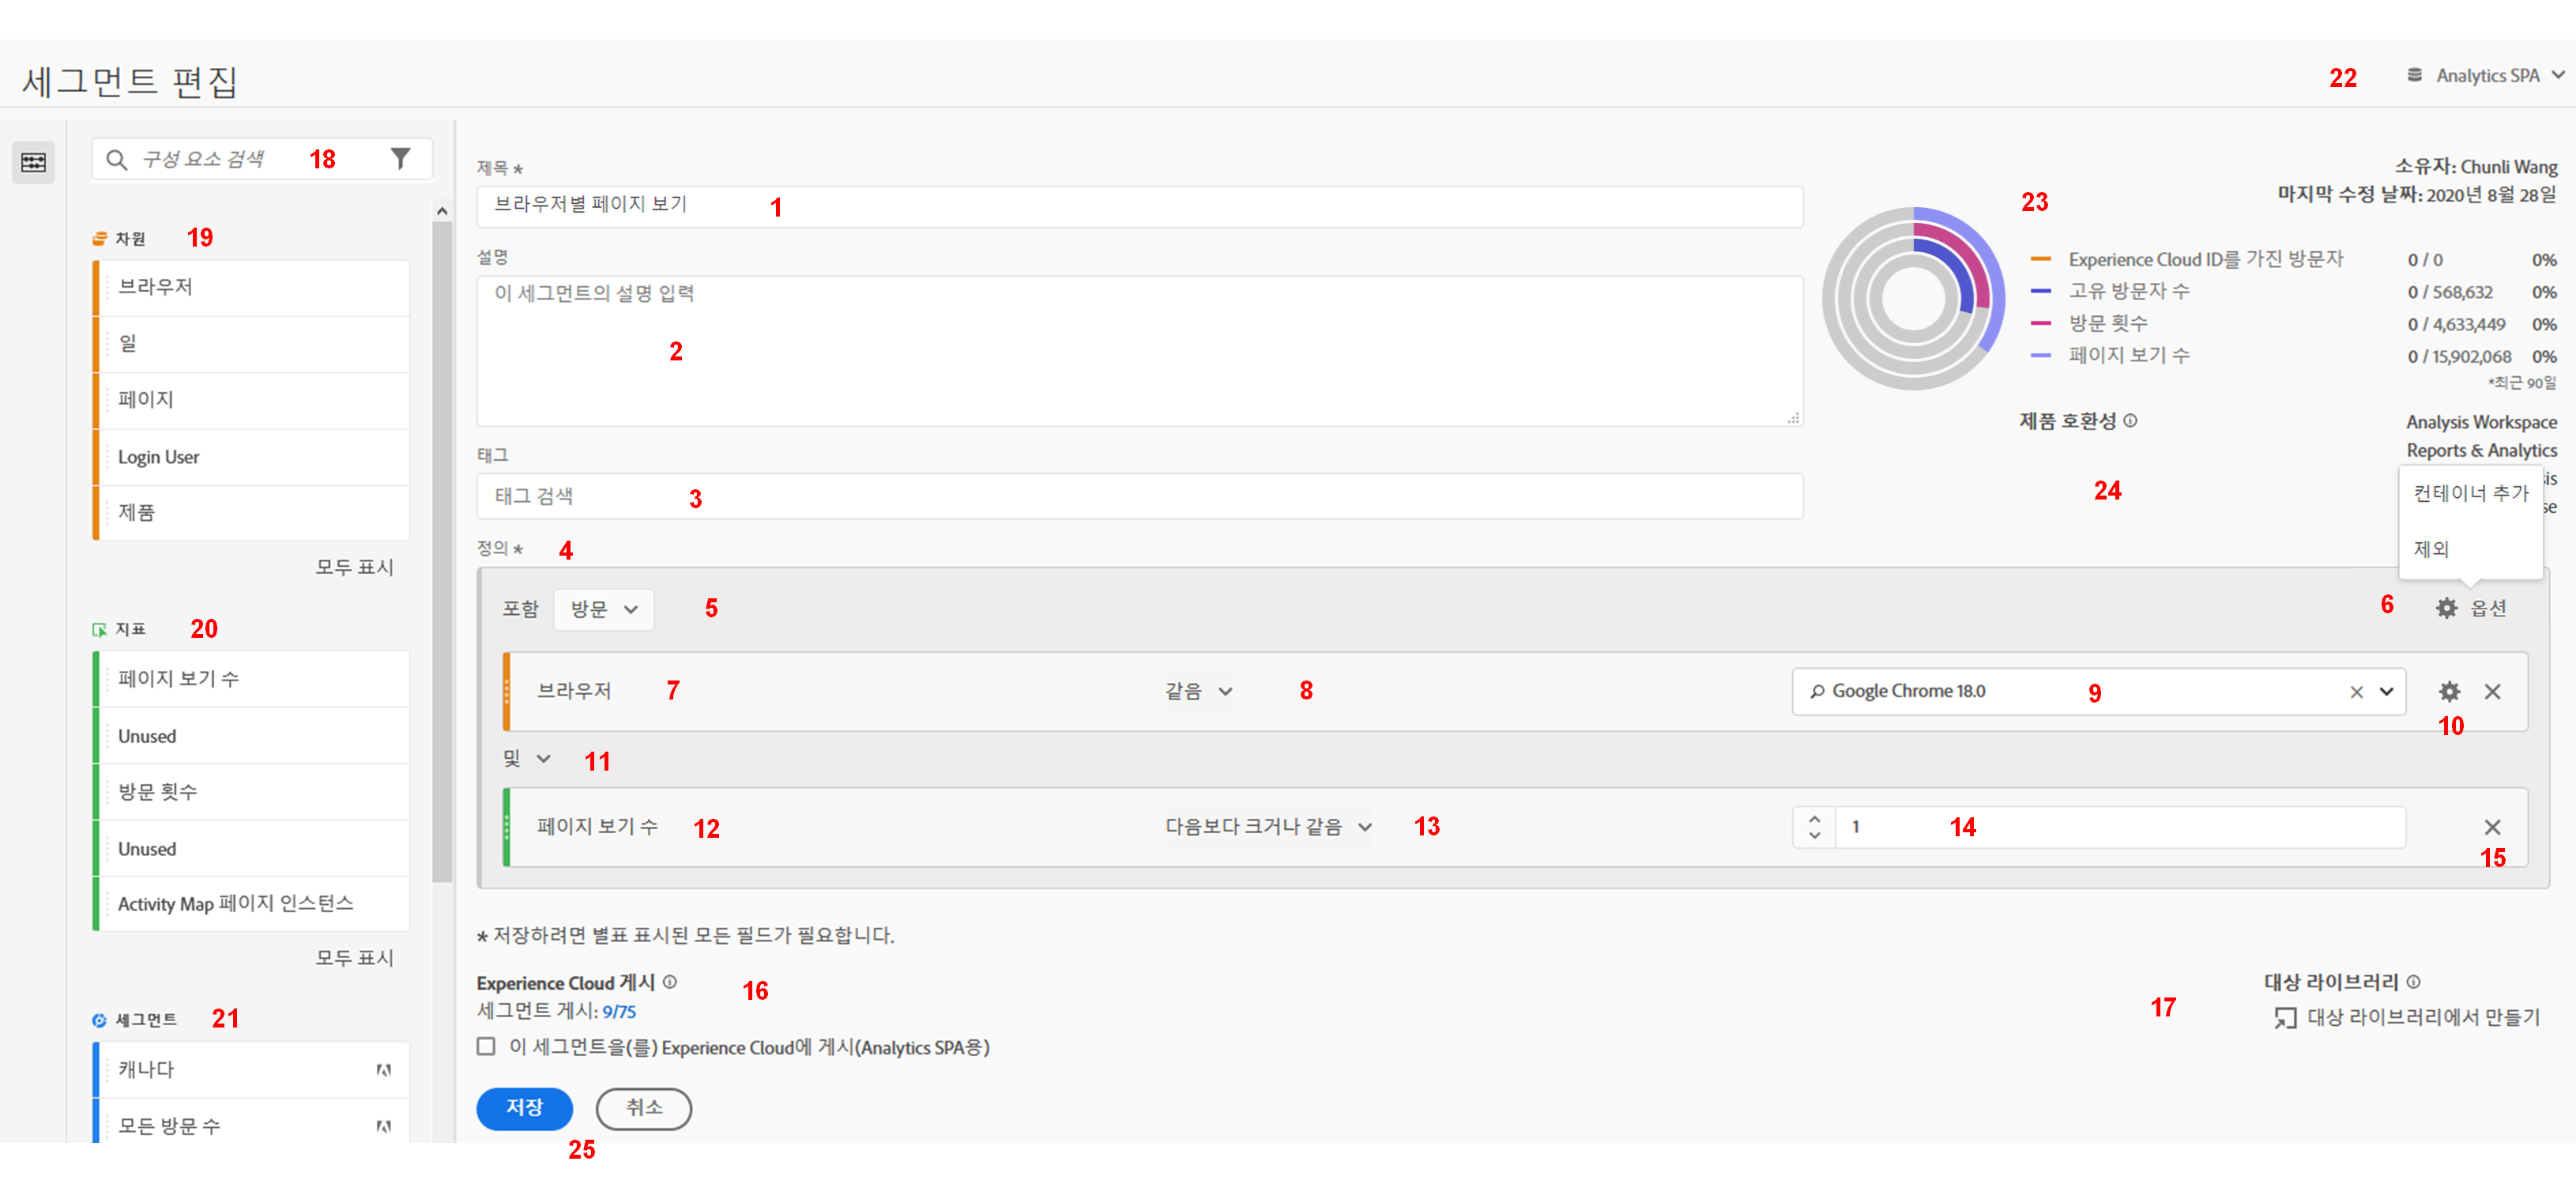 세그먼트 편집
22
Analytics SPA
구성 요소 검색
18
차원
19
브라우저
일
페이지
Login User
제품
모두 표시
지표
20
페이지 보기 수
Unused
방문 횟수
Unused
Activity Map 페이지 인스턴스
모두 표시
세그먼트
21
캐나다
모든 방문 수
제목 *
브라우저별 페이지 보기
1
설명
이 세그먼트의 설명 입력
2
태그
태그 검색
3
소유자: Chunli Wang
마지막 수정 날짜: 2020년 8월 28일
23
Experience Cloud ID를 가진 방문자 0 / 0 0%
고유 방문자 수 0 / 568,632 0%
방문 횟수 0 / 4,633,449 0%
페이지 보기 수 0 / 15,902,068 0%
*최근 90일
제품 호환성
Analysis Workspace
Reports & Analytics
24
is
se
컨테이너 추가
제외
정의 *
4
포함 방문
5
6
옵션
브라우저
7
같음
8
Google Chrome 18.0
9
10
및
11
페이지 보기 수
12
다음보다 크거나 같음
13
1
14
15
* 저장하려면 별표 표시된 모든 필드가 필요합니다.
Experience Cloud 게시
세그먼트 게시: 9/75
16
이 세그먼트을(를) Experience Cloud에 게시(Analytics SPA용)
17
대상 라이브러리
대상 라이브러리에서 만들기
저장
취소
25